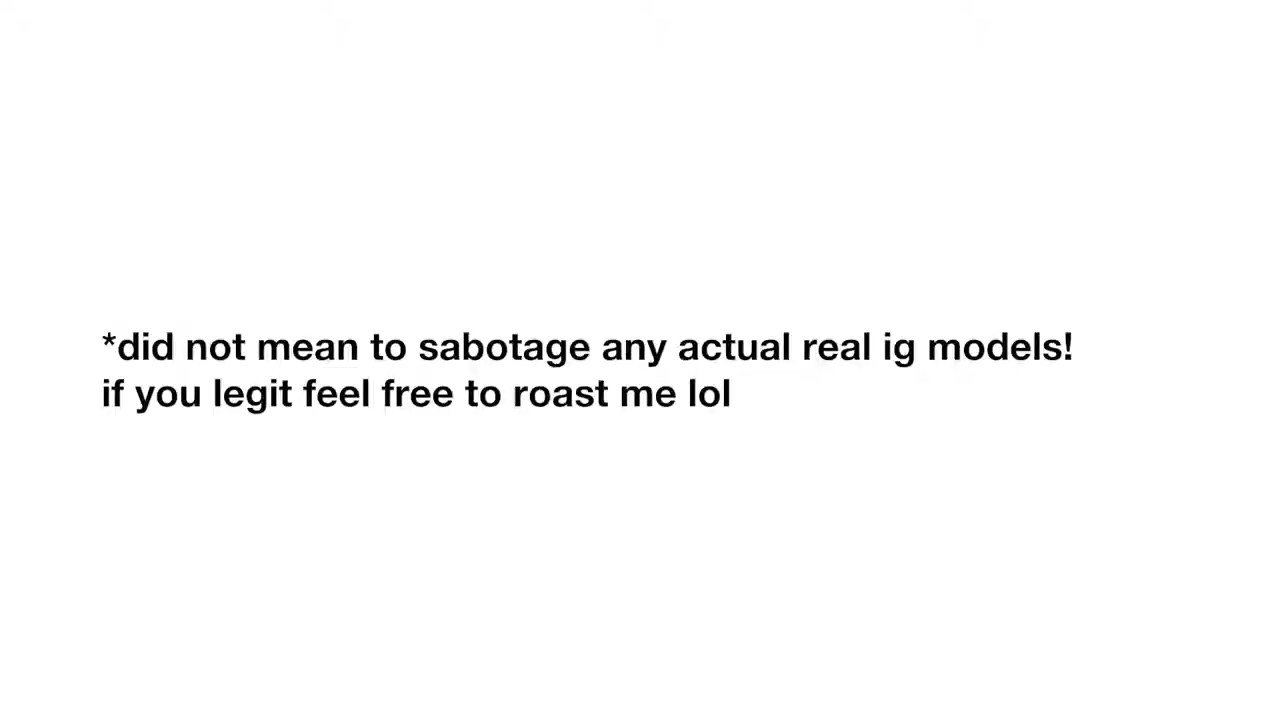 *did not mean to sabotage any actual real ig models!
if you legit feel free to roast me lol